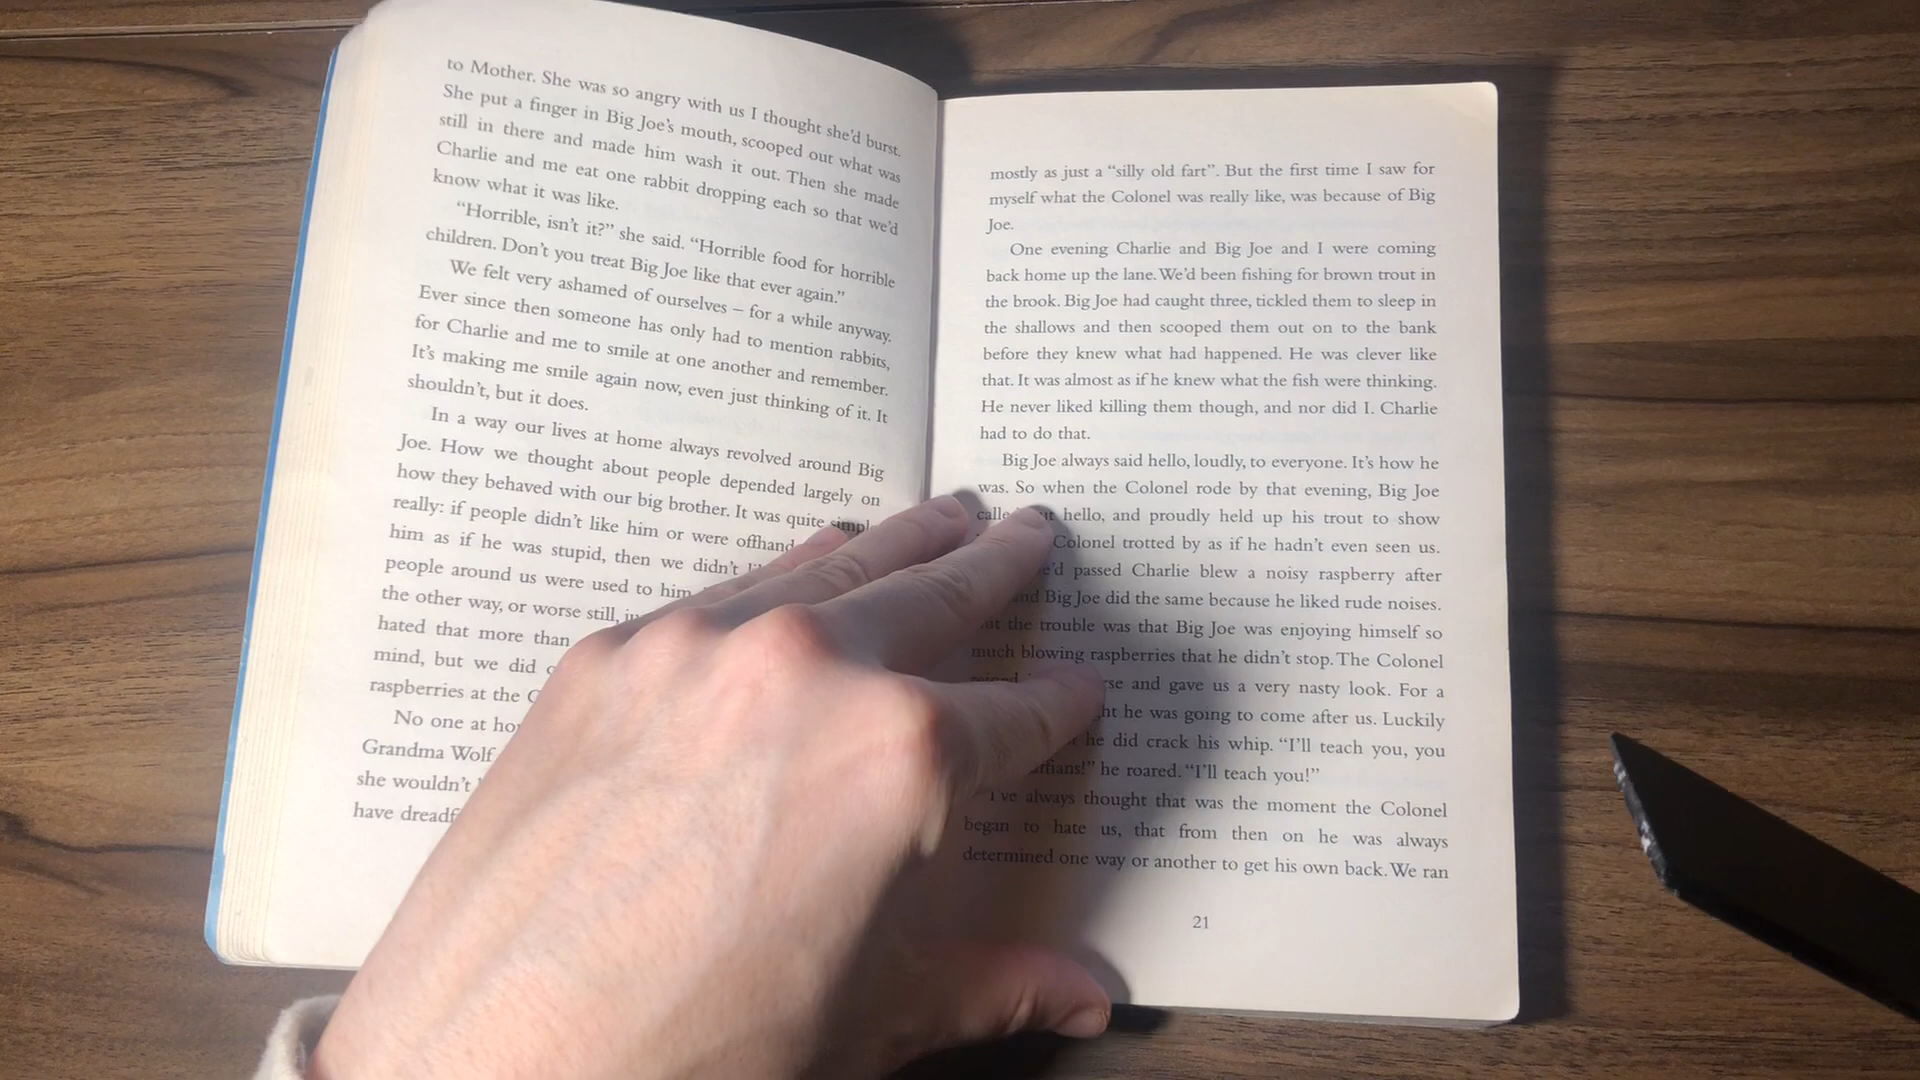 to Mother. She was so angry with us I thought she'd burst.
She put a finger in Big Joe's mouth, scooped out what was
still in there and made him wash it out. Then she made
Charlie and me eat one rabbit dropping each so that we'd
know what it was like.
“Horrible, isn't it?” she said. “Horrible food for horrible
children. Don't you treat Big Joe like that ever again.”
We felt very ashamed of ourselves – for a while anyway.
Ever since then someone has only had to mention rabbits,
for Charlie and me to smile at one another and remember.
It's making me smile again now, even just thinking of it. It
shouldn't, but it does.
In a way our lives at home always revolved around Big
Joe. How we thought about people depended largely on
how they behaved with our big brother. It was quite simple
really: if people didn't like him or were offhand
him as if he was stupid, then we didn't
people around us were used to him
the other way, or worse still,
hated that more than
mind, but we did
raspberries at the
No one at
Grandma Wolf
she wouldn't
have
mostly as just a “silly old fart”. But the first time I saw for
myself what the Colonel was really like, was because of Big
Joe.
One evening Charlie and Big Joe and I were coming
back home up the lane. We'd been fishing for brown trout in
the brook. Big Joe had caught three, tickled them to sleep in
the shallows and then scooped them out on to the bank
before they knew what had happened. He was clever like
that. It was almost as if he knew what the fish were thinking.
He never liked killing them though, and nor did I. Charlie
had to do that.
Big Joe always said hello, loudly, to everyone. It's how he
was. So when the Colonel rode by that evening, Big Joe
hello, and proudly held up his trout to show
Colonel trotted by as if he hadn't even seen us.
passed Charlie blew a noisy raspberry after
and Big Joe did the same because he liked rude noises.
But the trouble was that Big Joe was enjoying himself so
much blowing raspberries that he didn't stop. The Colonel
and gave us a very nasty look. For a
he was going to come after us. Luckily
he did crack his whip. “I'll teach you, you
he roared. “I'll teach you!”
I've always thought that was the moment the Colonel
began to hate us, that from then on he was always
determined one way or another to get his own back. We ran
21